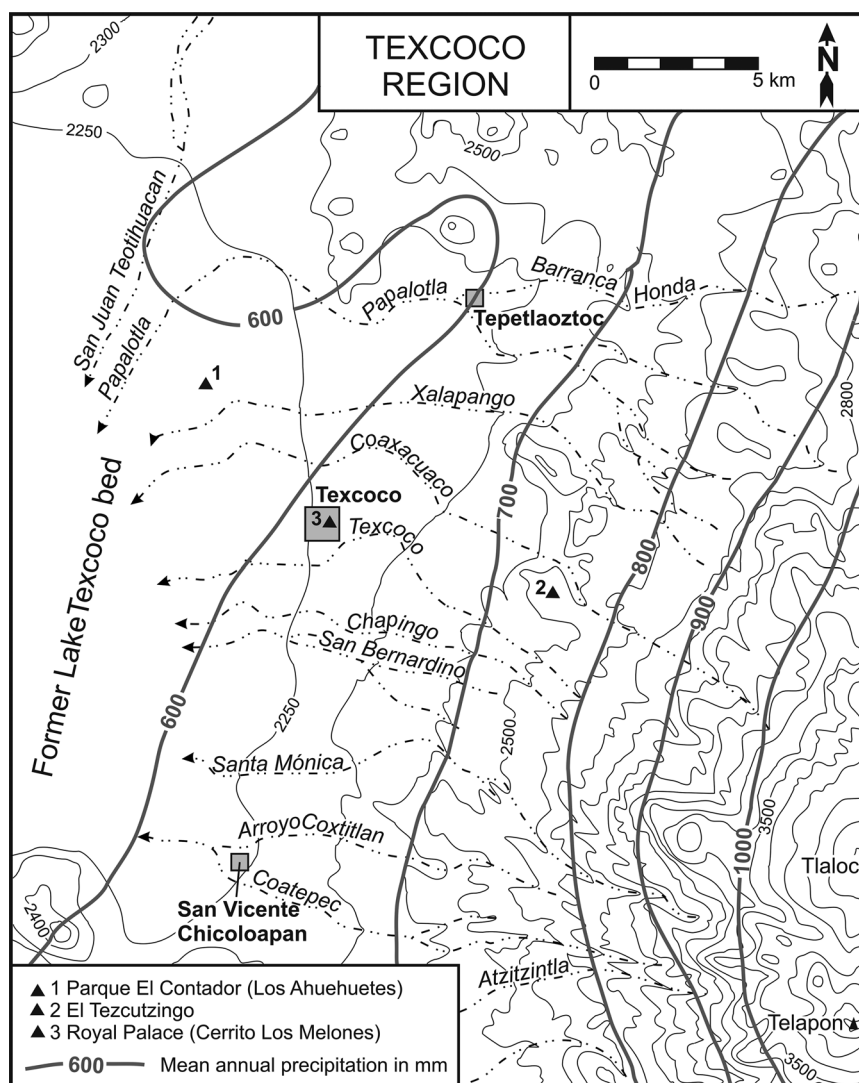 TEXCOCO
REGION
0
5 km
N
2300
2250
2500
San Juan Teotihuacan
Papalotla
Papalotla
Barranca
Honda
600
Tepetlaoztoc
1
Xalapango
2800
Coaxacuaco
Former Lake Texcoco bed
Texcoco
3
Texcoco
700
800
2
900
Chapingo
San Bernardino
600
2250
2500
Santa Mónica
Arroyo Coxtitlan
3500
1000
Tlaloc
Coatepec
2400
San Vicente
Chicoloapan
Atzitzintla
Telapon
3500
1 Parque El Contador (Los Ahuehuetes)
2 El Tezcutzingo
3 Royal Palace (Cerrito Los Melones)
600 Mean annual precipitation in mm